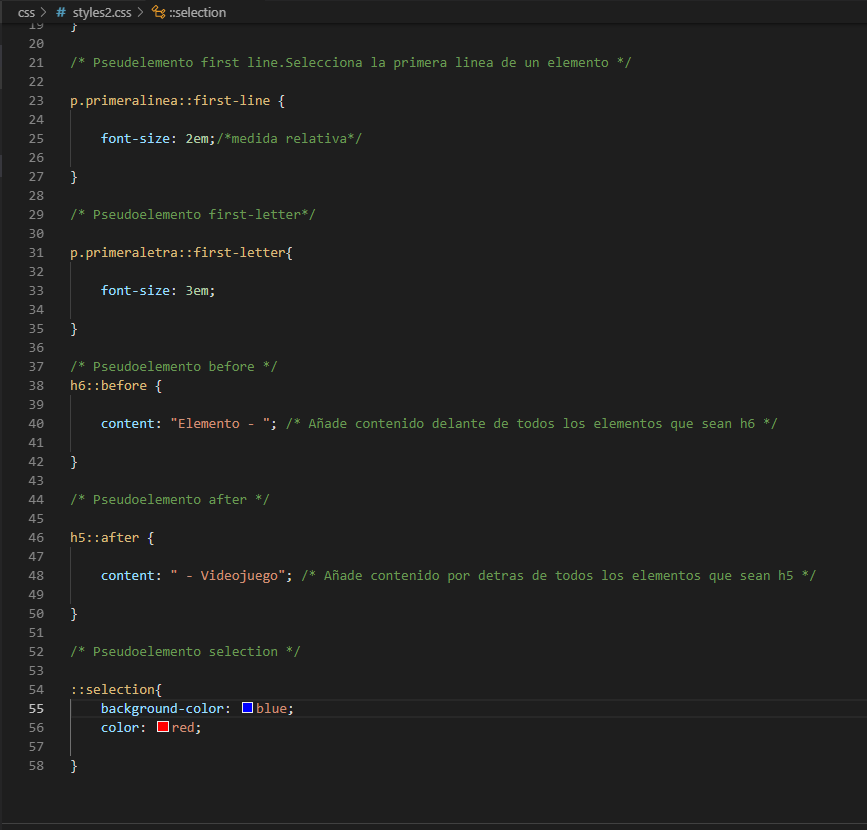 css > # styles2.css > ::selection
19 }
20
21 /* Pseudelemento first line.Selecciona la primera linea de un elemento */
22
23 p.primeralinea::first-line {
24
25 font-size: 2em;/*medida relativa*/
26
27 }
28
29 /* Pseudoelemento first-letter*/
30
31 p.primeraletra::first-letter{
32
33 font-size: 3em;
34
35 }
36
37 /* Pseudoelemento before */
38 h6::before {
39
40 content: "Elemento - "; /* Añade contenido delante de todos los elementos que sean h6 */
41
42 }
43
44 /* Pseudoelemento after */
45
46 h5::after {
47
48 content: " - Videojuego"; /* Añade contenido por detras de todos los elementos que sean h5 */
49
50 }
51
52 /* Pseudoelemento selection */
53
54 ::selection{
55 background-color: blue;
56 color: red;
57
58 }